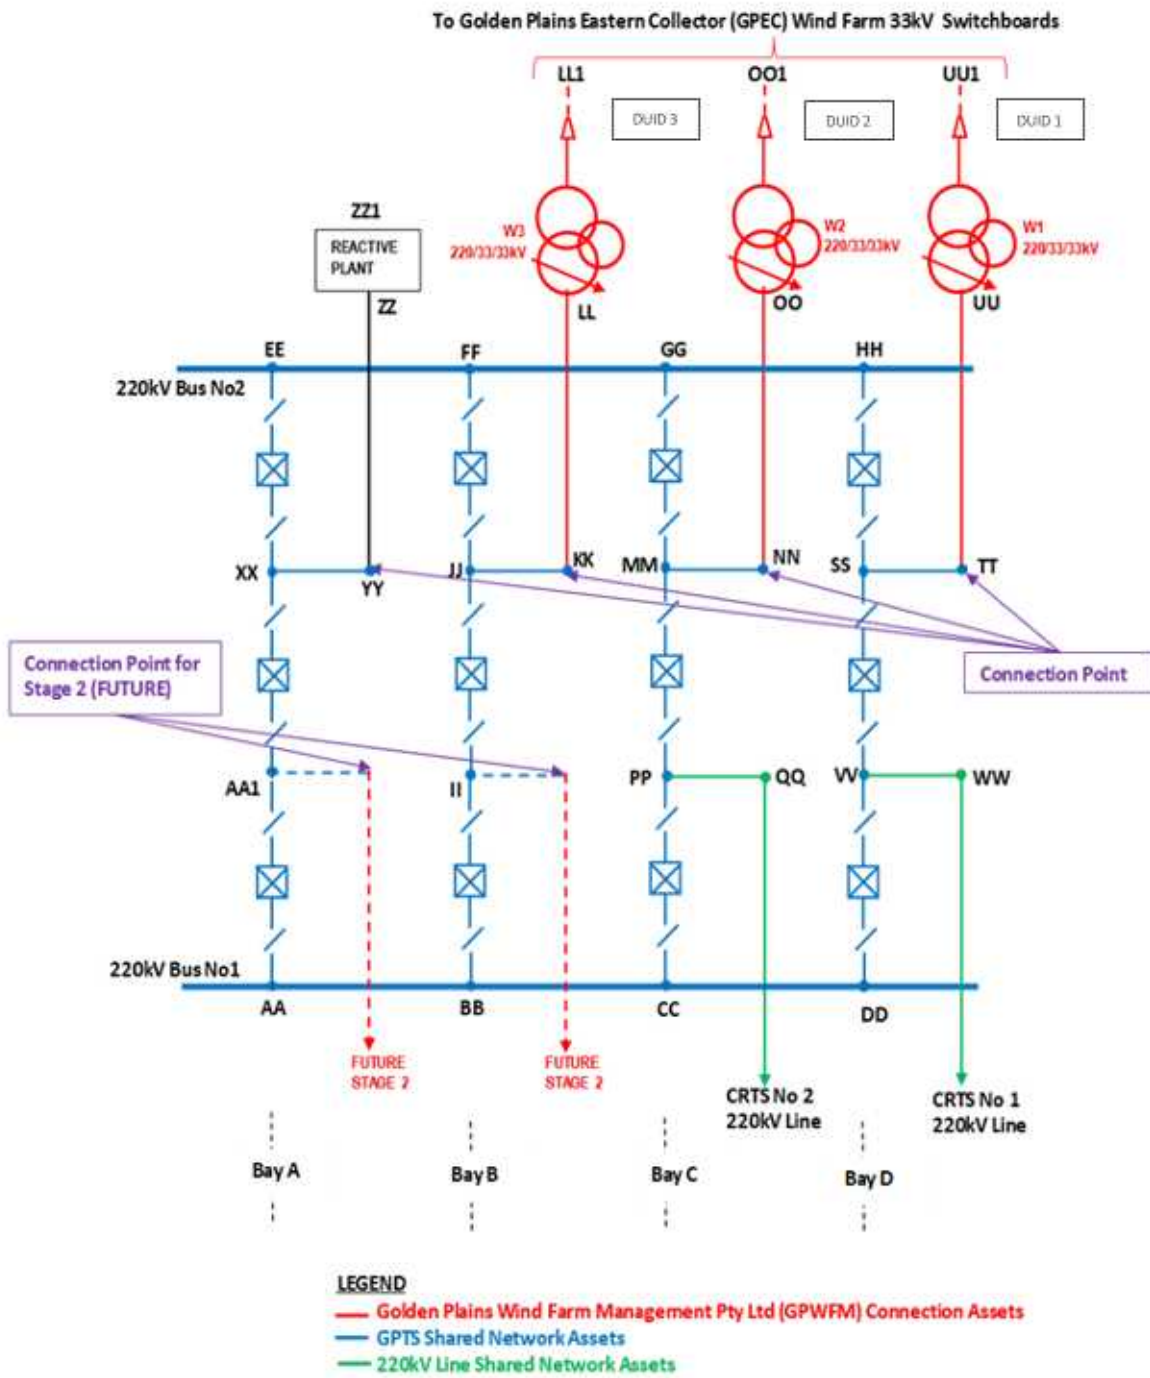 To Golden Plains Eastern Collector (GPEC) Wind Farm 33kV Switchboards
LL1
OO1
UU1
DUID 3
DUID 2
DUID 1
ZZ1
REACTIVE
PLANT
W3
220/33/33kV
W2
220/33/33kV
W1
220/33/33kV
ZZ
LL
OO
UU
EE
FF
GG
HH
220kV Bus No2
XX
YY
JJ
KK
MM
NN
SS
TT
Connection Point for
Stage 2 (FUTURE)
Connection Point
AA1
II
PP
QQ
VV
WW
220kV Bus No1
AA
BB
CC
DD
FUTURE
STAGE 2
FUTURE
STAGE 2
CRTS No 2
220kV Line
CRTS No 1
220kV Line
Bay A
Bay B
Bay C
Bay D
LEGEND
Golden Plains Wind Farm Management Pty Ltd (GPWFM) Connection Assets
GPTS Shared Network Assets
220kV Line Shared Network Assets